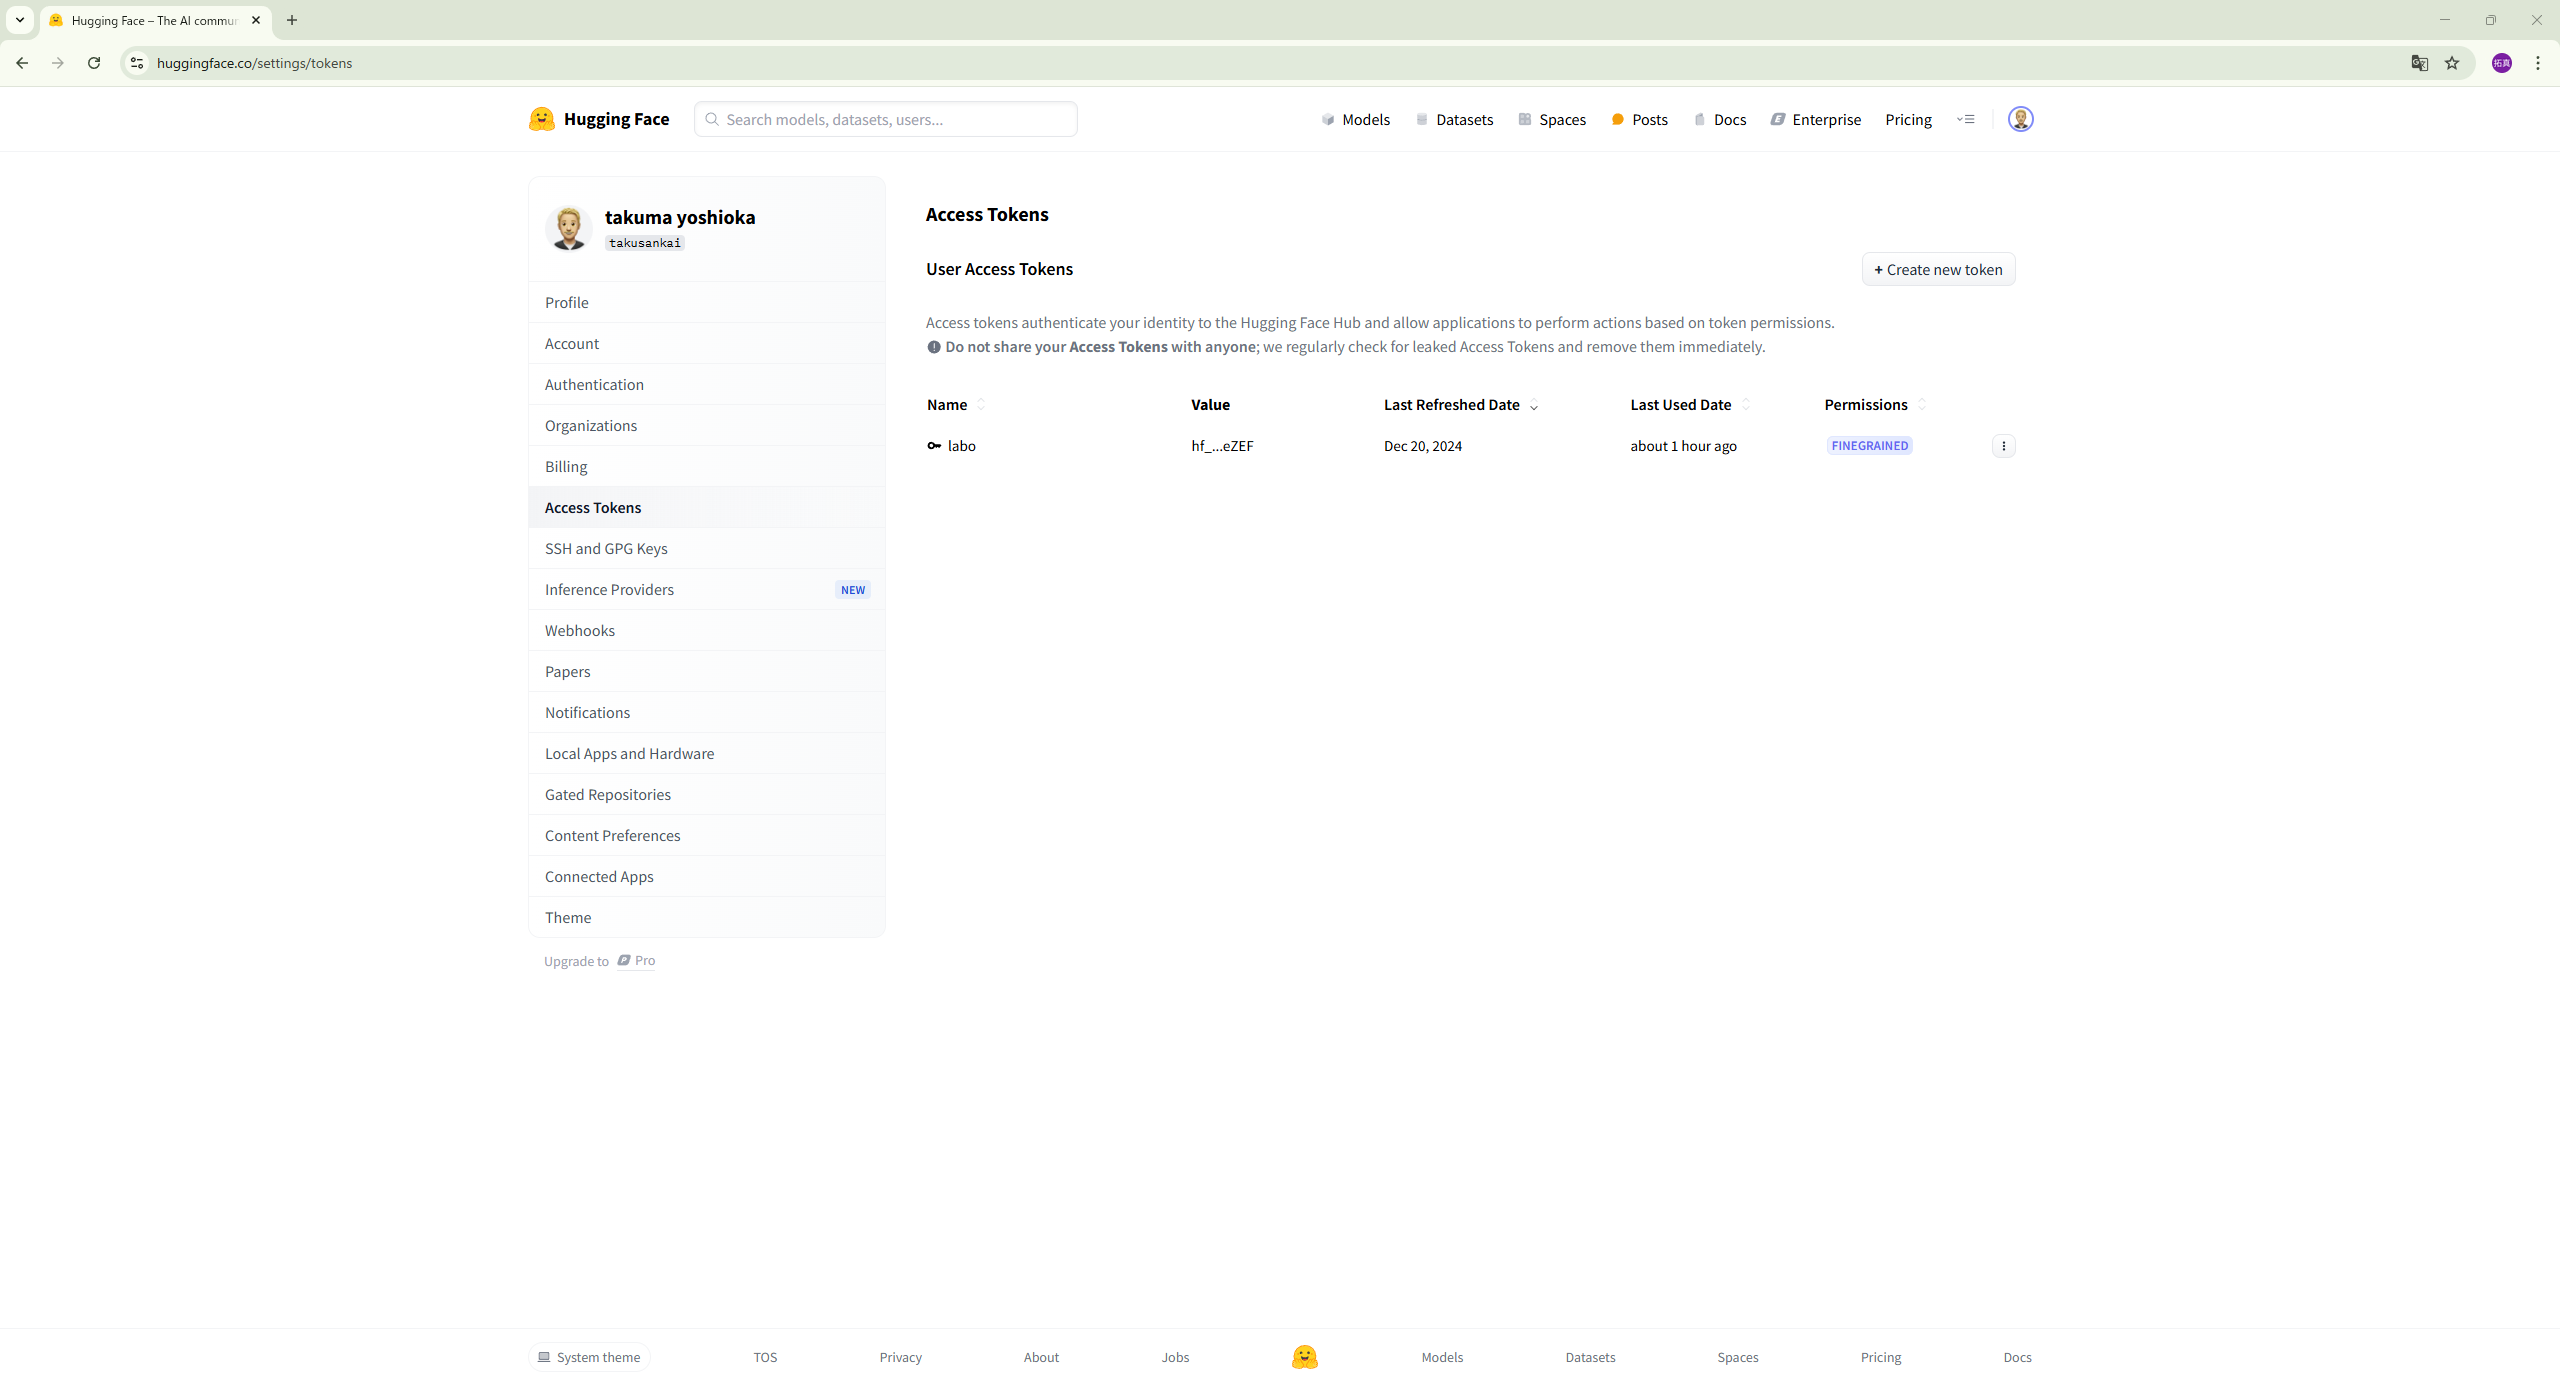 Hugging Face – The AI commun
huggingface.co/settings/tokens
拓真
Hugging Face
Search models, datasets, users...
Models
Datasets
Spaces
Posts
Docs
Enterprise
Pricing
takuma yoshioka
takusankai
Profile
Account
Authentication
Organizations
Billing
Access Tokens
SSH and GPG Keys
Inference Providers NEW
Webhooks
Papers
Notifications
Local Apps and Hardware
Gated Repositories
Content Preferences
Connected Apps
Theme
Upgrade to Pro
Access Tokens
User Access Tokens
+ Create new token
Access tokens authenticate your identity to the Hugging Face Hub and allow applications to perform actions based on token permissions.
Do not share your Access Tokens with anyone; we regularly check for leaked Access Tokens and remove them immediately.
Name Value Last Refreshed Date Last Used Date Permissions
labo hf_...eZEF Dec 20, 2024 about 1 hour ago FINEGRAINED
System theme
TOS
Privacy
About
Jobs
Models
Datasets
Spaces
Pricing
Docs